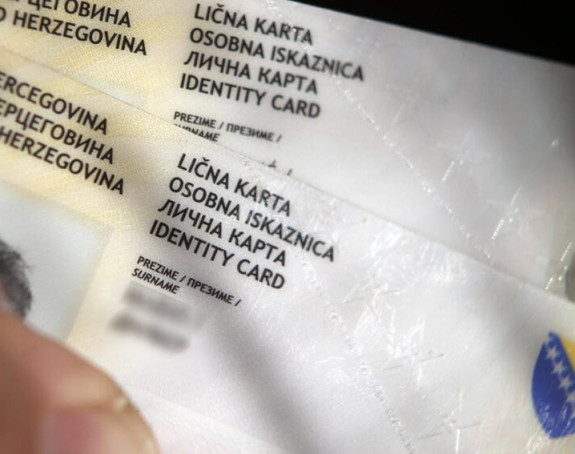 ЕРЦЕГОВИНА
D HERZEGOVINA
LIČNA KARTA
OSOBNA ISKAZNICA
ЛИЧНА КАРТА
IDENTITY CARD
PREZIME / ПРЕЗИМЕ /
SURNAME
ERCEGOVINA
ЕРЦЕГОВИНА
HERZEGOVINA
LIČNA KARTA
OSOBNA ISKAZNICA
ЛИЧНА КАРТА
IDENTITY CARD
PREZIME / ПРЕЗИМЕ /
SURNAME